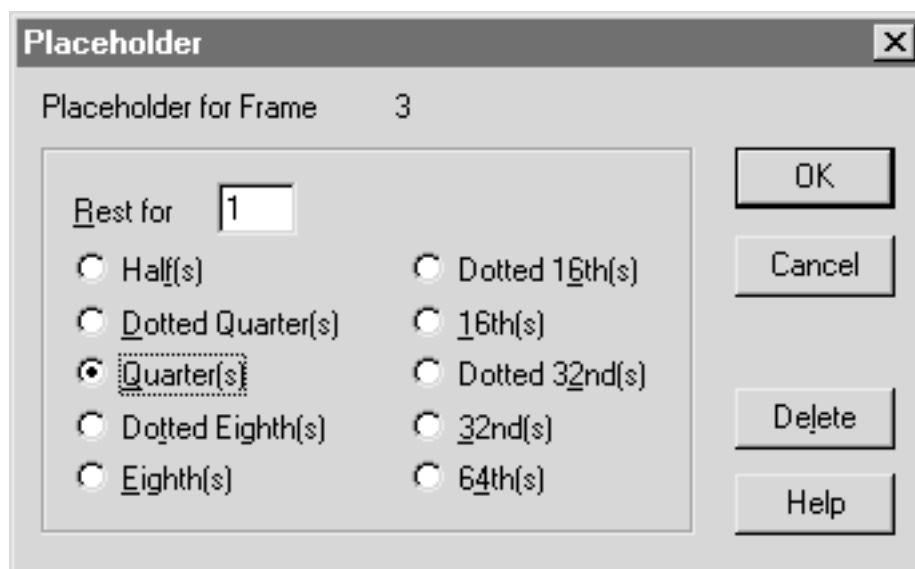 Placeholder
Placeholder for Frame 3
Rest for 1
Half(s)
Dotted Quarter(s)
Quarter(s)
Dotted Eighth(s)
Eighth(s)
Dotted 16th(s)
16th(s)
Dotted 32nd(s)
32nd(s)
64th(s)
OK
Cancel
Delete
Help